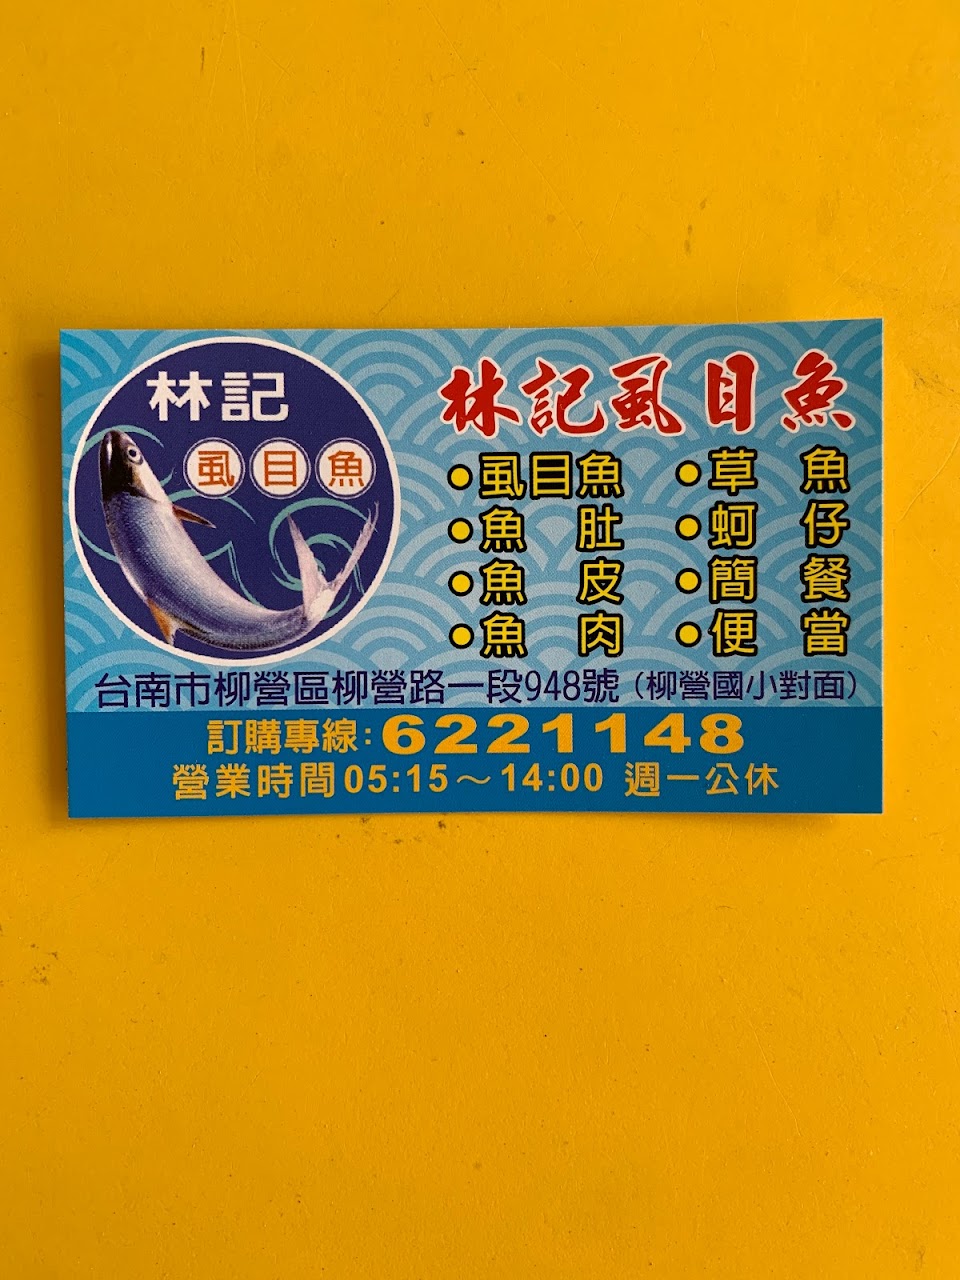 林記
虱目魚
林記虱目魚
•虱目魚
•魚 肚
•魚 皮
•魚 肉
•草 魚
•蚵 仔
•簡 餐
•便 當
台南市柳營區柳營路一段948號(柳營國小對面)
訂購專線:6221148
營業時間05:15～14:00 週一公休